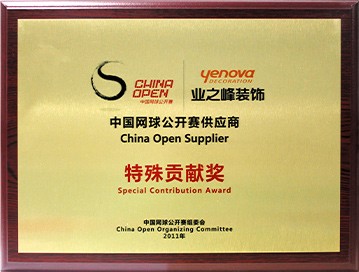 CHINA
OPEN
中国网球公开赛
yenova
DECORATION
业之峰装饰
中国网球公开赛供应商
China Open Supplier
特殊贡献奖
Special Contribution Award
中国网球公开赛组委会
China Open Organizing Committee
2011年